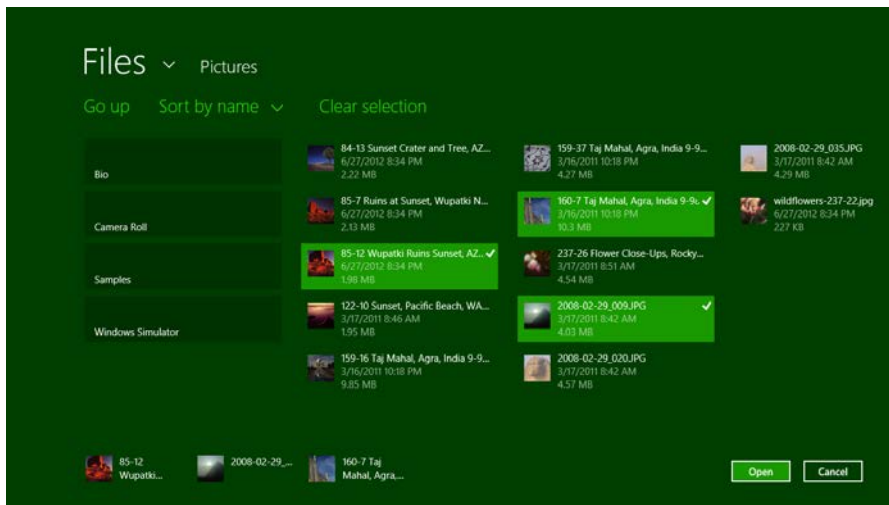 Files
Pictures
Go up
Sort by name
Clear selection
Bio
Camera Roll
Samples
Windows Simulator
84-13 Sunset Crater and Tree, AZ...
6/27/2012 8:34 PM
2.22 MB
85-7 Ruins at Sunset, Wupatki N...
6/27/2012 8:34 PM
2.13 MB
85-12 Wupatki Ruins Sunset, AZ...
6/27/2012 8:34 PM
1.98 MB
122-10 Sunset, Pacific Beach, WA...
3/17/2011 8:46 AM
1.95 MB
159-16 Taj Mahal, Agra, India 9-9...
3/16/2011 10:18 PM
9.85 MB
159-37 Taj Mahal, Agra, India 9-9...
3/16/2011 10:18 PM
4.27 MB
160-7 Taj Mahal, Agra, India 9-9...
3/16/2011 10:18 PM
10.3 MB
237-26 Flower Close-Ups, Rocky...
3/17/2011 8:51 AM
4.54 MB
2008-02-29_009.JPG
3/17/2011 8:42 AM
4.03 MB
2008-02-29_020.JPG
3/17/2011 8:42 AM
4.57 MB
2008-02-29_035.JPG
3/17/2011 8:42 AM
4.29 MB
wildflowers-237-22.jpg
6/27/2012 8:34 PM
227 KB
85-12
Wupatki...
2008-02-29_...
160-7 Taj
Mahal, Agra,...
Open
Cancel